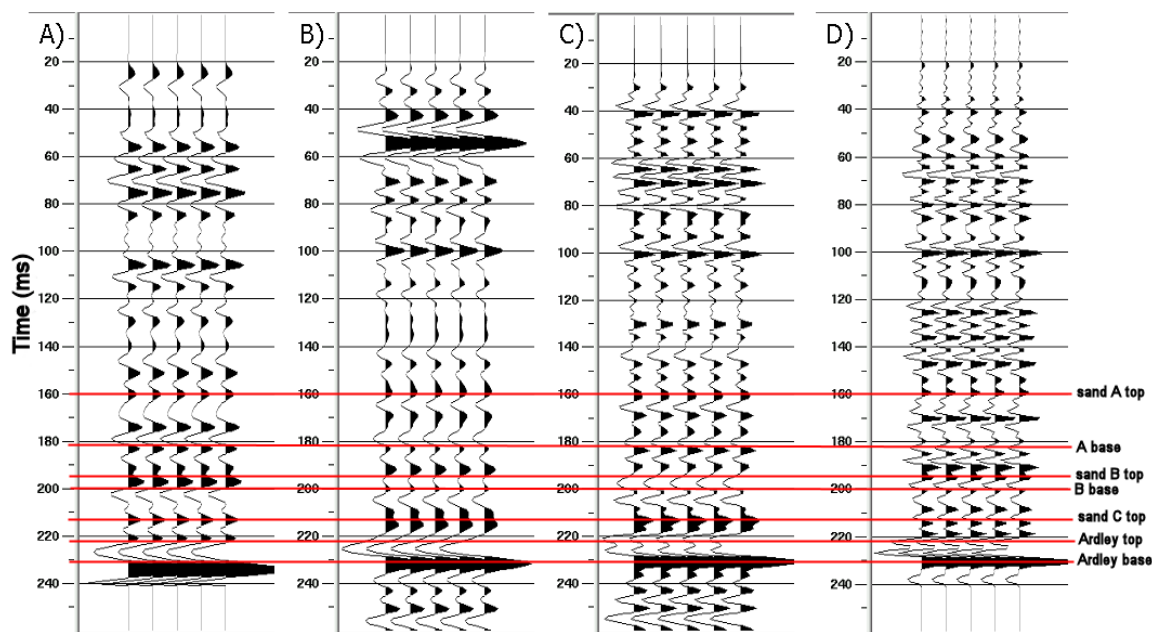 A) B) C) D)
20 20 20 20
40 40 40 40
60 60 60 60
80 80 80 80
100 100 100 100
120 120 120 120
140 140 140 140
160 160 160 160 sand A top
180 180 180 180 A base
sand B top
200 200 200 200 B base
sand C top
220 220 220 220 Ardley top
Ardley base
240 240 240 240
Time (ms)